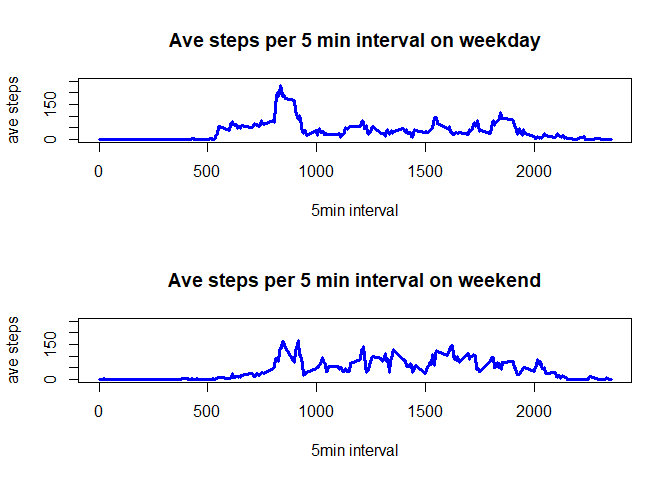 Ave steps per 5 min interval on weekday
ave steps
150
0
0 500 1000 1500 2000
5min interval
Ave steps per 5 min interval on weekend
ave steps
150
0
0 500 1000 1500 2000
5min interval